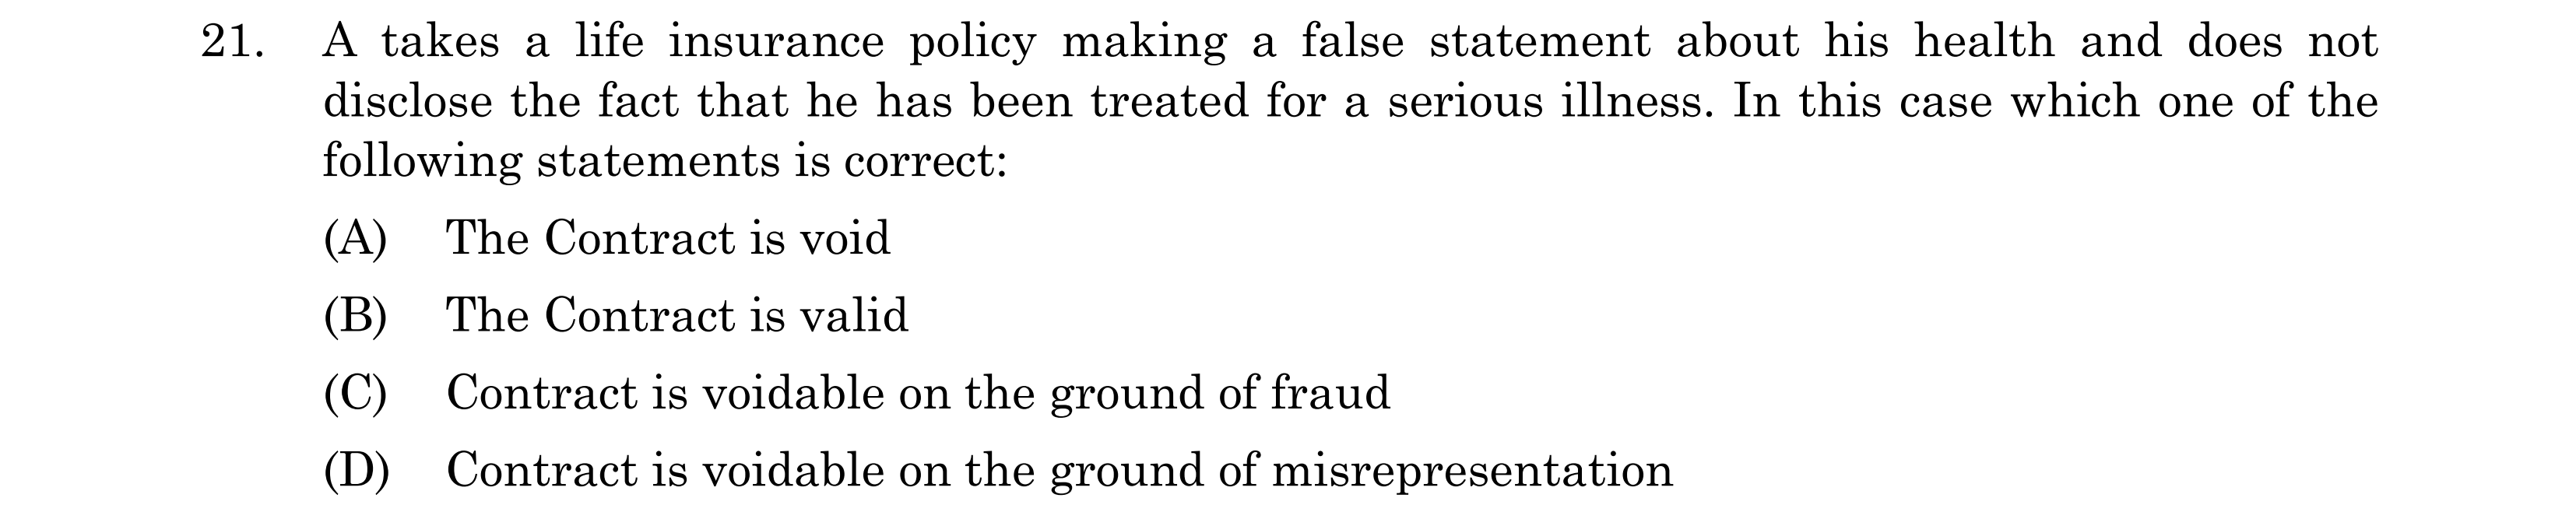 21. A takes a life insurance policy making a false statement about his health and does not
disclose the fact that he has been treated for a serious illness. In this case which one of the
following statements is correct:
(A) The Contract is void
(B) The Contract is valid
(C) Contract is voidable on the ground of fraud
(D) Contract is voidable on the ground of misrepresentation